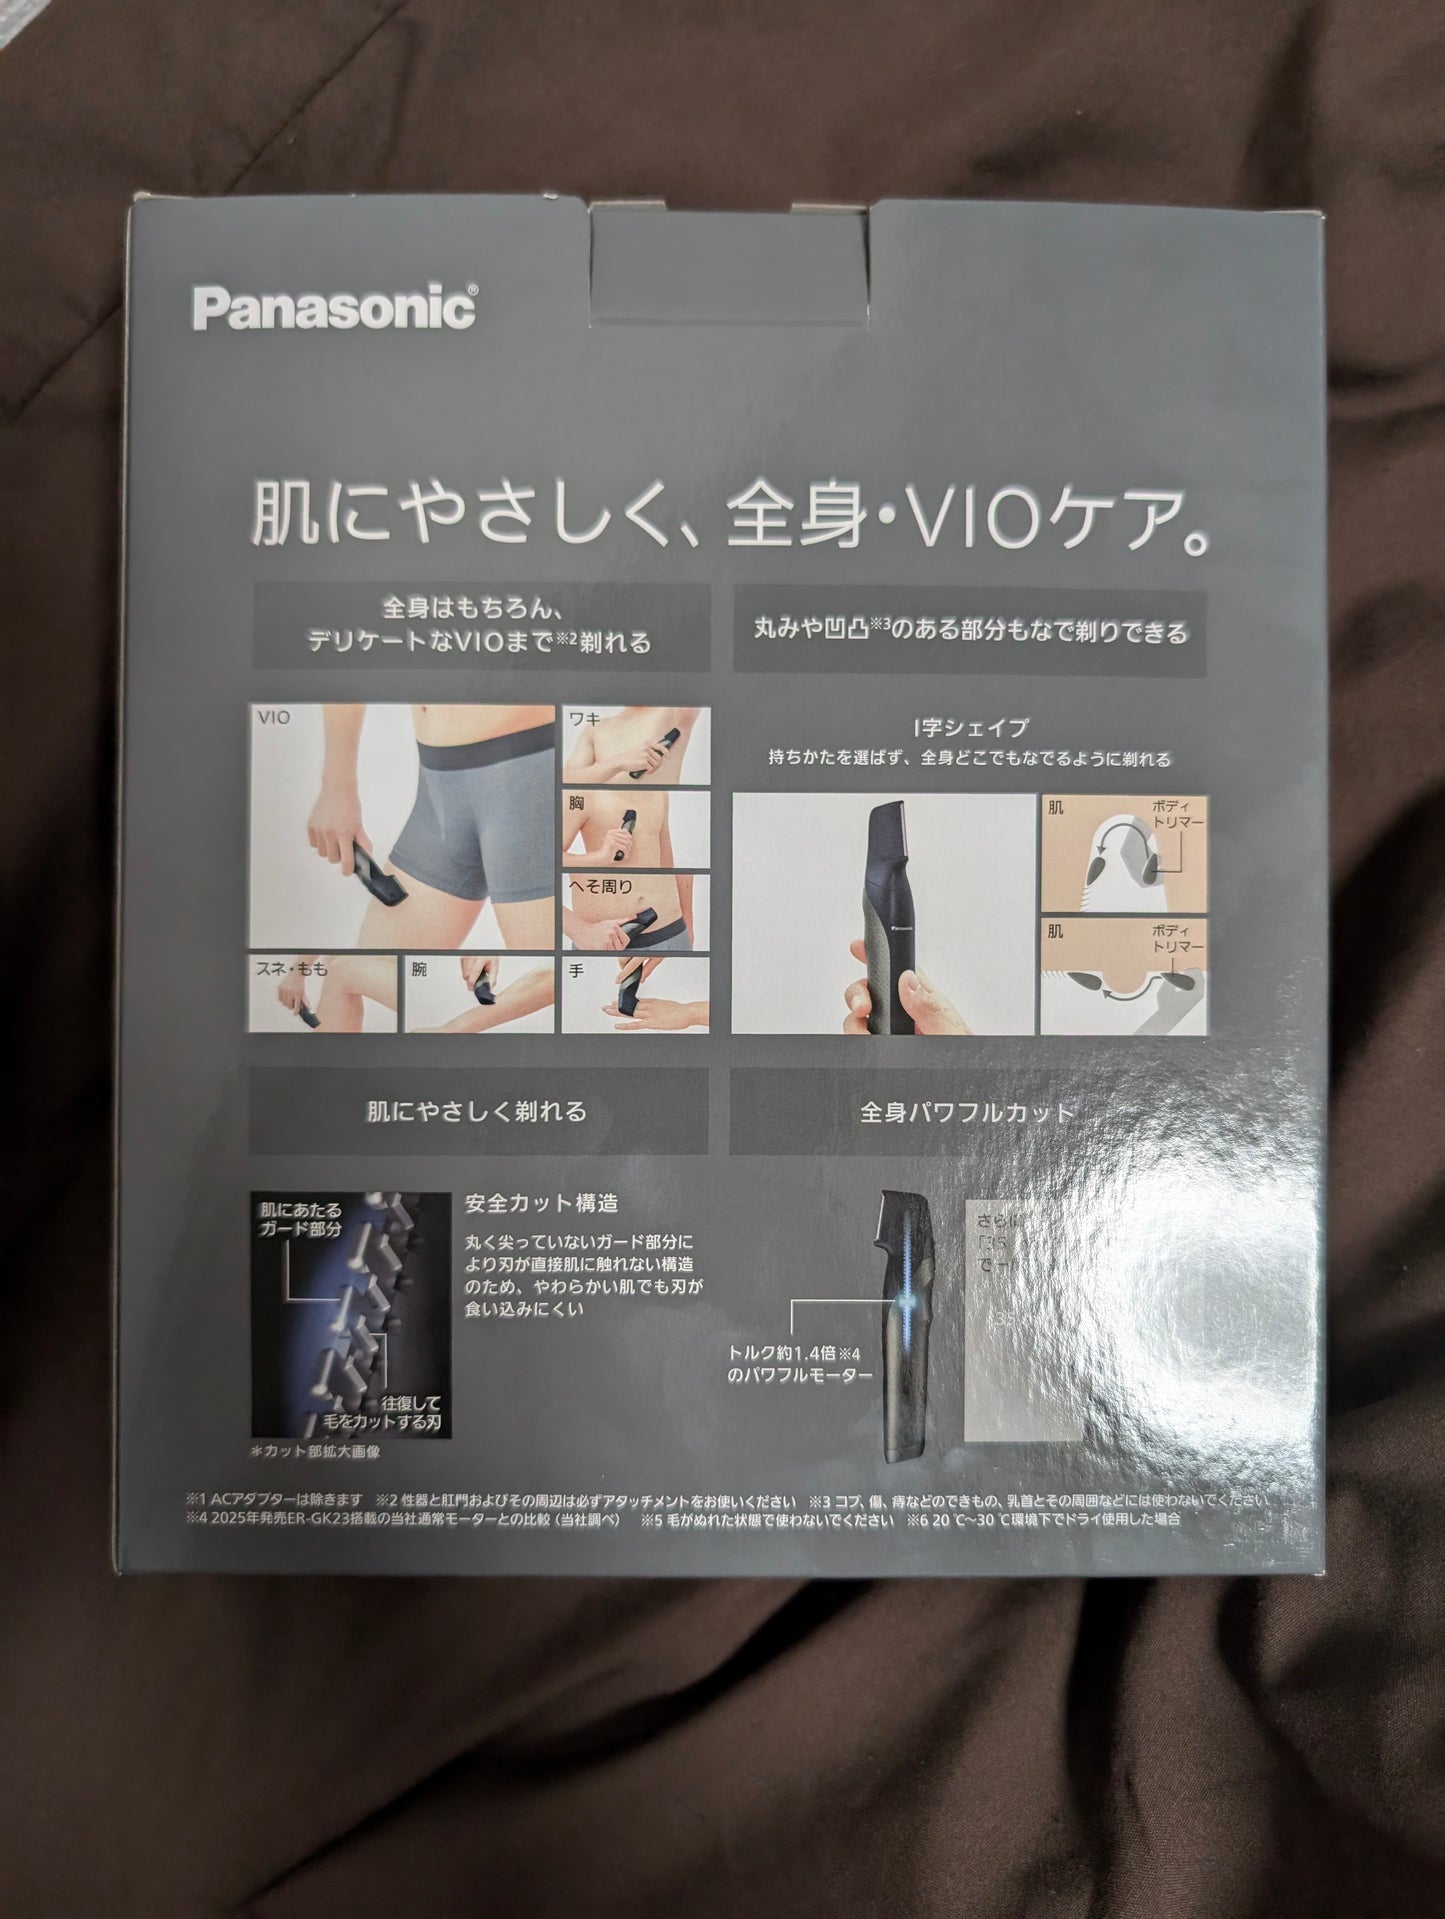 Panasonic®
肌にやさしく、全身・VIOケア。
全身はもちろん、
デリケートなVIOまで※2剃れる
VIO
ワキ
胸
へそ周り
スネ・もも
腕
手
丸みや凹凸※3のある部分もなで剃りできる
I字シェイプ
持ちかたを選ばず、全身どこでもなでるように剃れる
Panasonic
肌
ボディ
トリマー
肌
ボディ
トリマー
肌にやさしく剃れる
肌にあたる
ガード部分
往復して
毛をカットする刃
＊カット部拡大画像
安全カット構造
丸く尖っていないガード部分に
より刃が直接肌に触れない構造
のため、やわらかい肌でも刃が
食い込みにくい
全身パワフルカット
トルク約1.4倍※4
のパワフルモーター
さらに
※1 ACアダプターは除きます ※2 性器と肛門およびその周辺は必ずアタッチメントをお使いください ※3 コブ、傷、痔などのできもの、乳首とその周囲などには使わないでください
※4 2025年発売ER-GK23搭載の当社通常モーターとの比較（当社調べ） ※5 毛がぬれた状態で使わないでください ※6 20 ℃～30 ℃環境下でドライ使用した場合